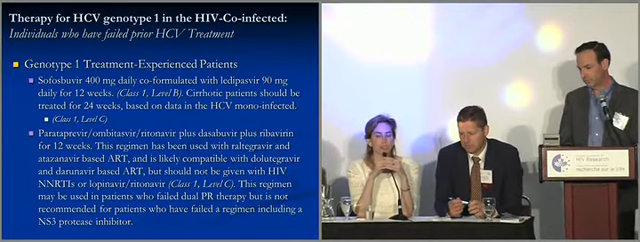 Therapy for HCV genotype 1 in the HIV-Co-infected:
Individuals who have failed prior HCV Treatment
Genotype 1 Treatment-Experienced Patients
Sofosbuvir 400 mg daily co-formulated with ledipasvir 90 mg
daily for 12 weeks. (Class 1, Level B). Cirrhotic patients should be
treated for 24 weeks, based on data in the HCV mono-infected.
(Class 1, Level C)
Parataprevir/ombitasvir/ritonavir plus dasabuvir plus ribavirin
for 12 weeks. This regimen has been used with raltegravir and
atazanavir based ART, and is likely compatible with dolutegravir
and darunavir based ART, but should not be given with HIV
NNRTIs or lopinavir/ritonavir (Class 1, Level C). This regimen
may be used in patients who failed dual PR therapy but is not
recommended for patients who have failed a regimen including a
NS3 protease inhibitor.
HIV Research
recherche sur le VIH